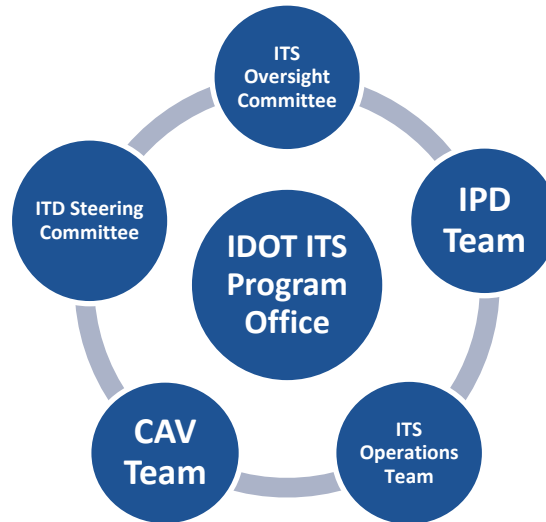 ITS
Oversight
Committee
IPD
Team
ITD Steering
Committee
IDOT ITS
Program
Office
CAV
Team
ITS
Operations
Team